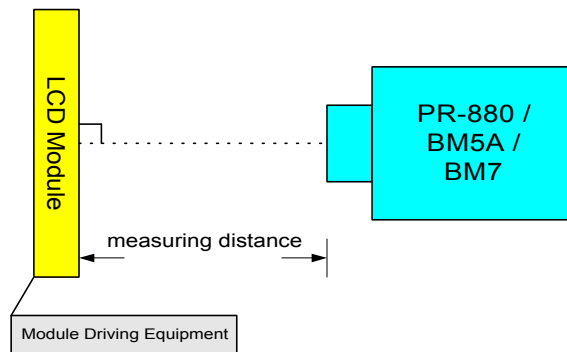 LCD Module
PR-880 /
BM5A /
BM7
measuring distance
Module Driving Equipment